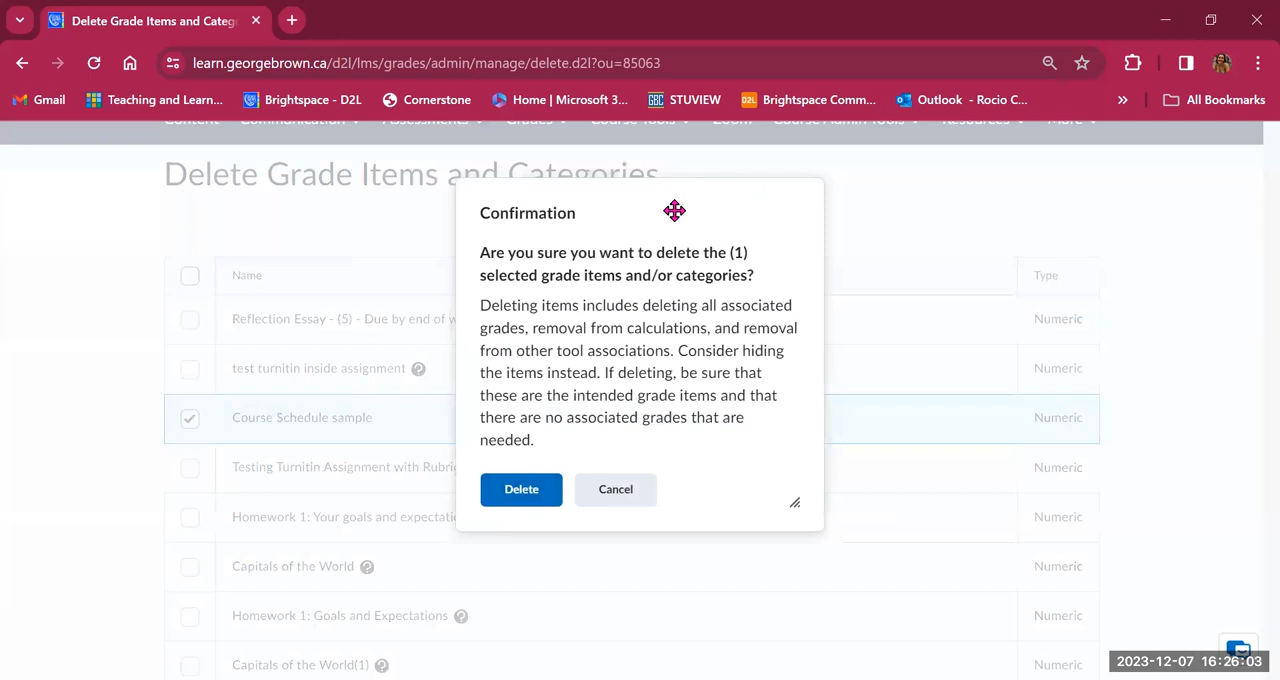 Delete Grade Items and Categ
learn.georgebrown.ca/d2l/lms/grades/admin/manage/delete.d2l?ou=85063
Gmail Teaching and Learn... Brightspace - D2L Cornerstone Home | Microsoft 3... GBC STUVIEW D2L Brightspace Comm... Outlook - Rocio C... » All Bookmarks
Content Communication Assessments Grades Course Tools Zoom Course Admin Tools Resources More
Delete Grade Items and Categories
Confirmation
Are you sure you want to delete the (1)
selected grade items and/or categories?
Deleting items includes deleting all associated
grades, removal from calculations, and removal
from other tool associations. Consider hiding
the items instead. If deleting, be sure that
these are the intended grade items and that
there are no associated grades that are
needed.
Delete Cancel
Name Type
Reflection Essay - (5) - Due by end of w Numeric
test turnitin inside assignment Numeric
Course Schedule sample Numeric
Testing Turnitin Assignment with Rubri Numeric
Homework 1: Your goals and expectati Numeric
Capitals of the World Numeric
Homework 1: Goals and Expectations Numeric
Capitals of the World(1) Numeric
2023-12-07 16:26:03